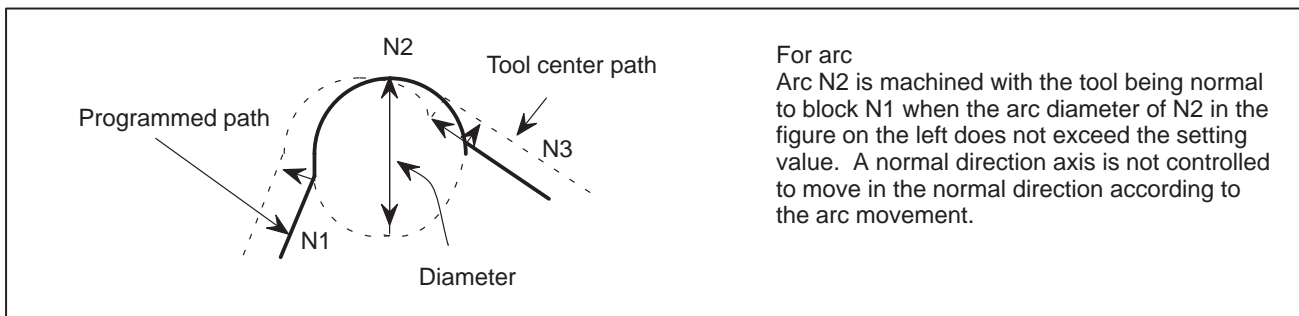 N2
Tool center path
Programmed path
N3
N1
Diameter
For arc
Arc N2 is machined with the tool being normal
to block N1 when the arc diameter of N2 in the
figure on the left does not exceed the setting
value.  A normal direction axis is not controlled
to move in the normal direction according to
the arc movement.